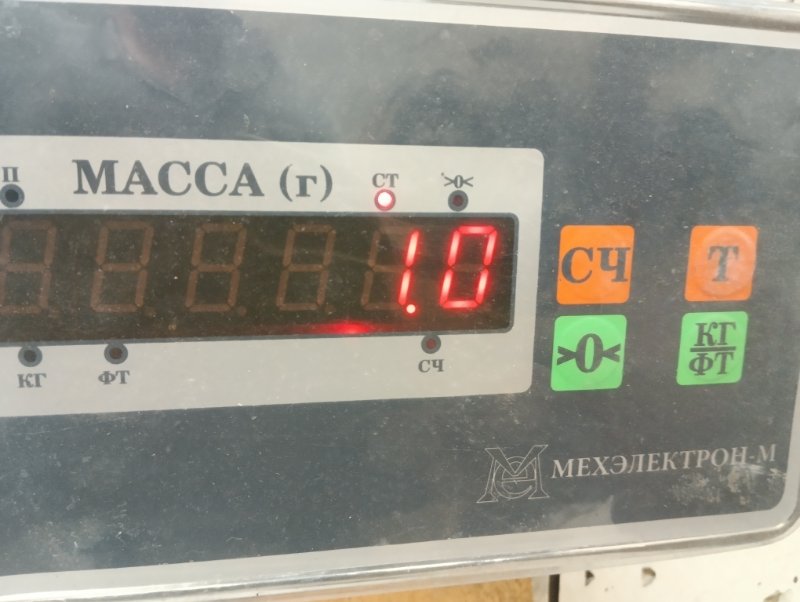 П
МАССА (г)
СТ
>0<
1.0
КГ
ФТ
СЧ
СЧ
Т
>0<
КГ
ФТ
МЕХЭЛЕКТРОН-М